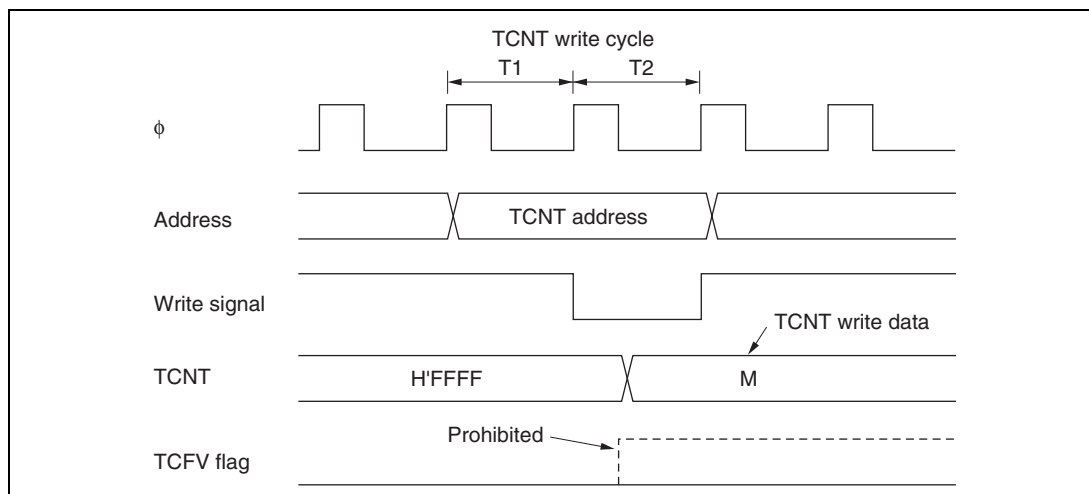 TCNT write cycle
T1 T2
ϕ
Address
TCNT address
Write signal
TCNT write data
TCNT
H'FFFF
M
Prohibited
TCFV flag